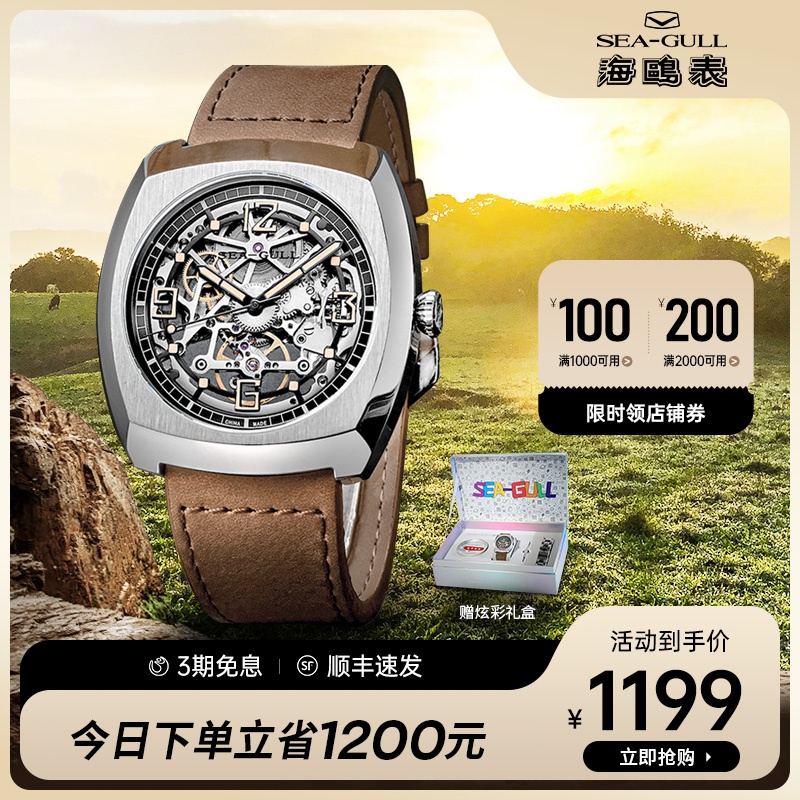 SEA-GULL
海鷗表
12
SEA-GULL
9
3
6
CHINA MADE
¥100
满1000可用
¥200
满2000可用
限时领店铺券
SEA-GULL
赠炫彩礼盒
3期免息
SF 顺丰速发
活动到手价
¥1199
今日下单立省1200元
立即抢购